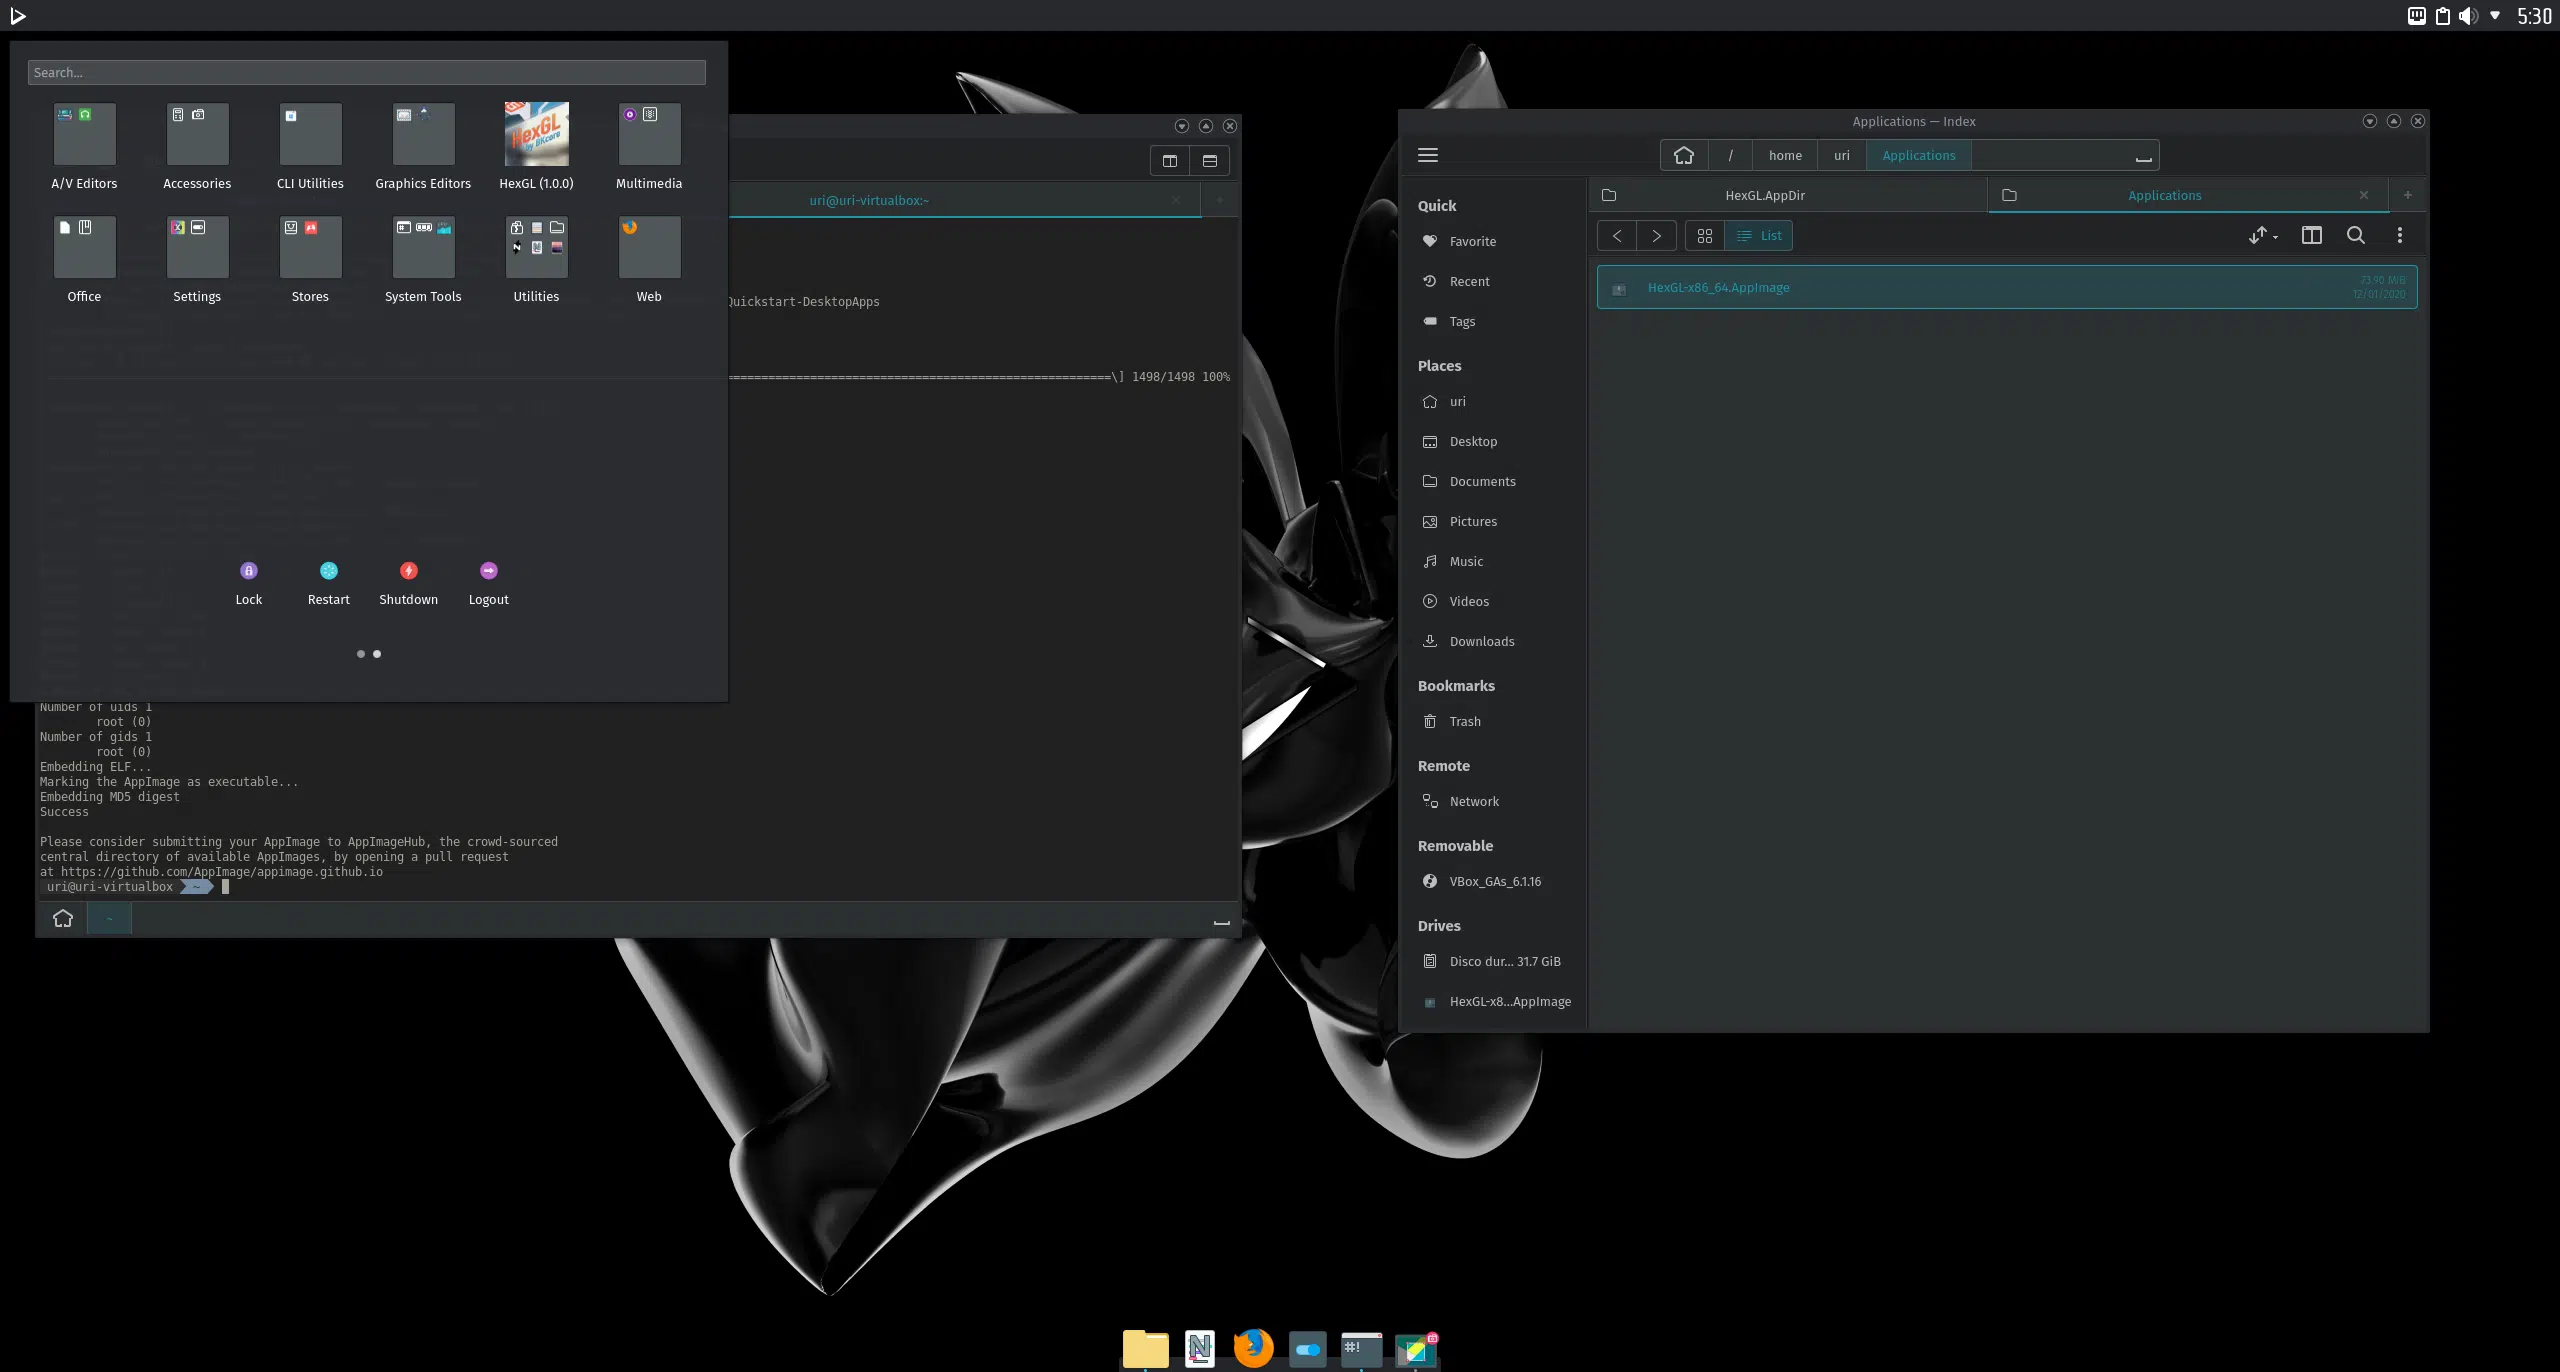 5:30
Search...
A/V Editors
Accessories
CLI Utilities
Graphics Editors
HexGL
by BKcore
HexGL (1.0.0)
Multimedia
Office
Settings
Stores
System Tools
Utilities
Web
Lock
Restart
Shutdown
Logout
uri@uri-virtualbox:~
Quickstart-DesktopApps
=\] 1498/1498 100%
Number of uids 1
root (0)
Number of gids 1
root (0)
Embedding ELF...
Marking the AppImage as executable...
Embedding MD5 digest
Success
Please consider submitting your AppImage to AppImageHub, the crowd-sourced
central directory of available AppImages, by opening a pull request
at https://github.com/AppImage/appimage.github.io
uri@uri-virtualbox ~
~
Applications — Index
/ home uri Applications
HexGL.AppDir
Applications
List
HexGL-x86_64.AppImage
73.90 MiB
12/01/2020
Quick
Favorite
Recent
Tags
Places
uri
Desktop
Documents
Pictures
Music
Videos
Downloads
Bookmarks
Trash
Remote
Network
Removable
VBox_GAs_6.1.16
Drives
Disco dur... 31.7 GiB
HexGL-x8...AppImage
N
#!